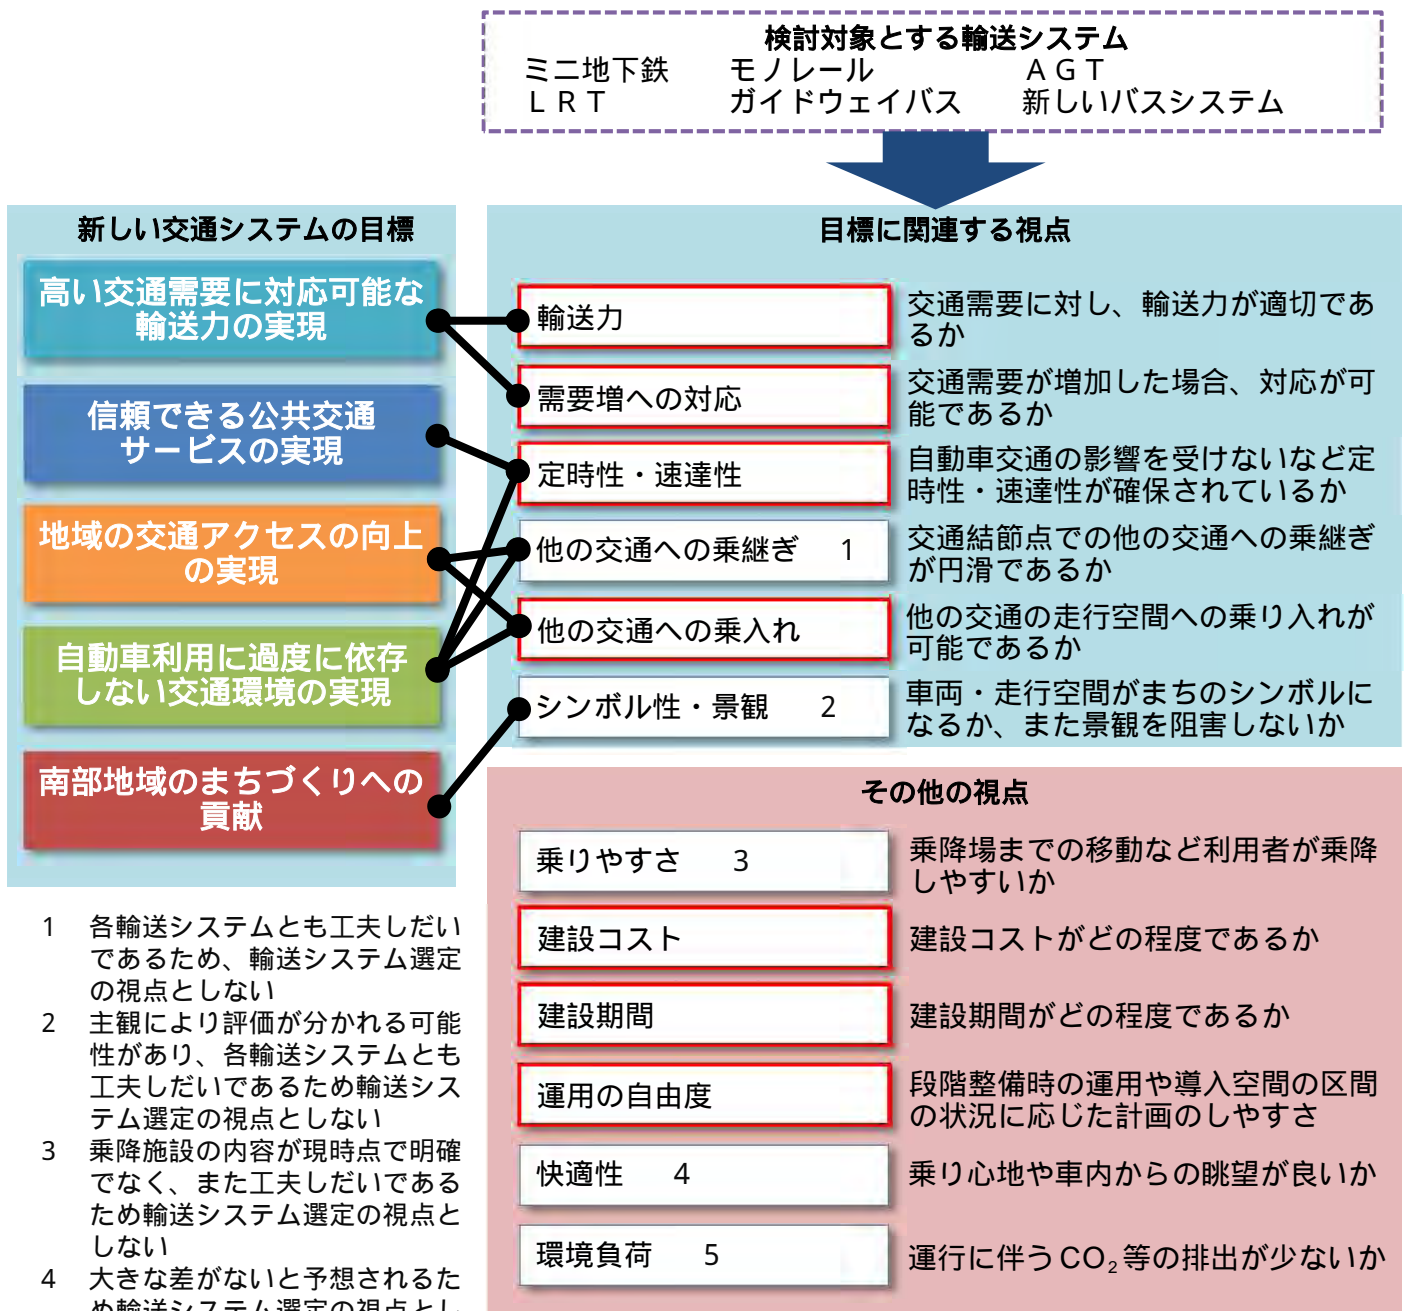 検討対象とする輸送システム
ミニ地下鉄 モノレール ＡＧＴ
ＬＲＴ ガイドウェイバス 新しいバスシステム
新しい交通システムの目標
高い交通需要に対応可能な
輸送力の実現
信頼できる公共交通
サービスの実現
地域の交通アクセスの向上
の実現
自動車利用に過度に依存
しない交通環境の実現
南部地域のまちづくりへの
貢献
目標に関連する視点
輸送力
交通需要に対し、輸送力が適切であ
るか
需要増への対応
交通需要が増加した場合、対応が可
能であるか
定時性・速達性
自動車交通の影響を受けないなど定
時性・速達性が確保されているか
他の交通への乗継ぎ 1
交通結節点での他の交通への乗継ぎ
が円滑であるか
他の交通への乗入れ
他の交通の走行空間への乗り入れが
可能であるか
シンボル性・景観 2
車両・走行空間がまちのシンボルに
なるか、また景観を阻害しないか
その他の視点
乗りやすさ 3
乗降場までの移動など利用者が乗降
しやすいか
建設コスト
建設コストがどの程度であるか
建設期間
建設期間がどの程度であるか
運用の自由度
段階整備時の運用や導入空間の区間
の状況に応じた計画のしやすさ
快適性 4
乗り心地や車内からの眺望が良いか
環境負荷 5
運行に伴うCO₂等の排出が少ないか
1 各輸送システムとも工夫しだい
であるため、輸送システム選定
の視点としない
2 主観により評価が分かれる可能
性があり、各輸送システムとも
工夫しだいであるため輸送シス
テム選定の視点としない
3 乗降施設の内容が現時点で明確
でなく、また工夫しだいである
ため輸送システム選定の視点と
しない
4 大きな差がないと予想されるた
め輸送システム選定の視点とし